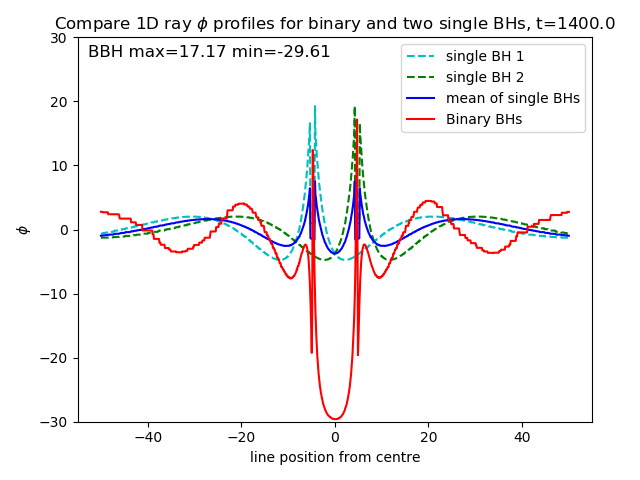 Compare 1D ray ϕ profiles for binary and two single BHs, t=1400.0
BBH max=17.17 min=-29.61
single BH 1
single BH 2
mean of single BHs
Binary BHs
30
20
10
0
−10
−20
−30
ϕ
−40
−20
0
20
40
line position from centre